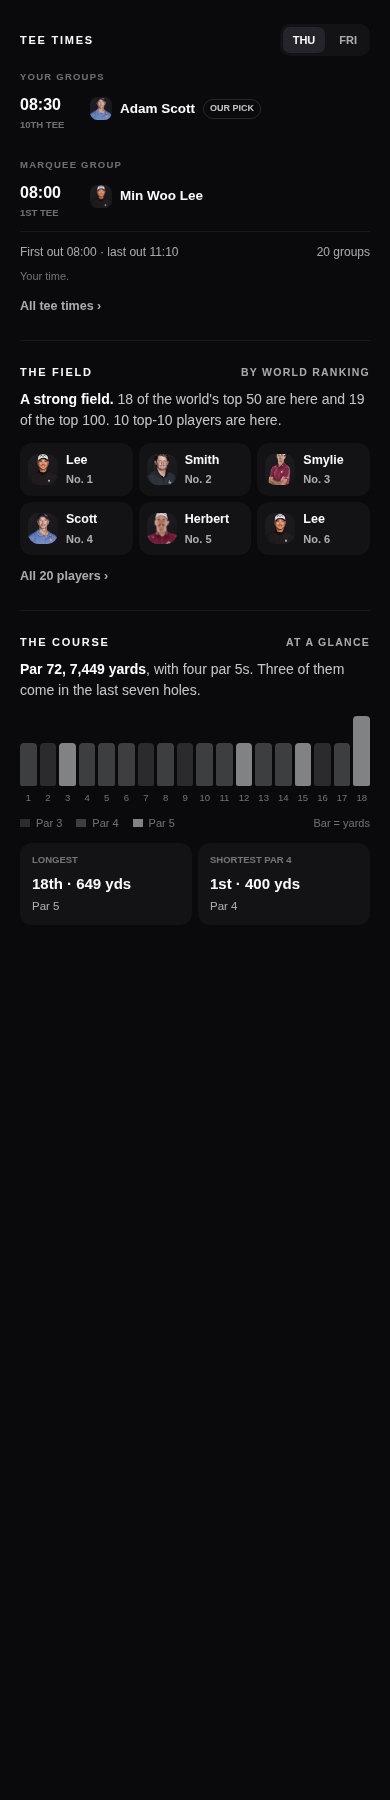 TEE TIMES
THU FRI
YOUR GROUPS
08:30 Adam Scott OUR PICK
10TH TEE
MARQUEE GROUP
08:00 Min Woo Lee
1ST TEE
First out 08:00 · last out 11:10 20 groups
Your time.
All tee times ›
THE FIELD BY WORLD RANKING
A strong field. 18 of the world's top 50 are here and 19
of the top 100. 10 top-10 players are here.
Lee Smith Smylie
No. 1 No. 2 No. 3
Scott Herbert Lee
No. 4 No. 5 No. 6
All 20 players ›
THE COURSE AT A GLANCE
Par 72, 7,449 yards, with four par 5s. Three of them
come in the last seven holes.
1 2 3 4 5 6 7 8 9 10 11 12 13 14 15 16 17 18
Par 3 Par 4 Par 5 Bar = yards
LONGEST SHORTEST PAR 4
18th · 649 yds 1st · 400 yds
Par 5 Par 4